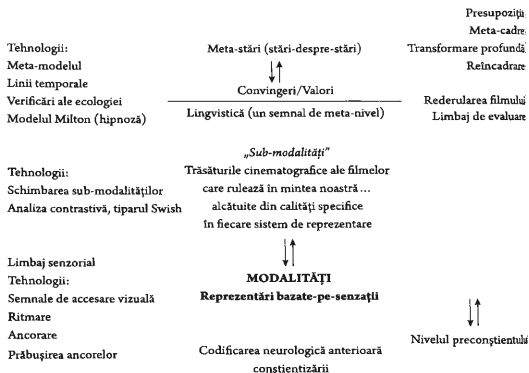 Presupoziții
Meta-cadre
Transformare profundă
Reîncadrare
Rederularea filmului
Limbaj de evaluare
Tehnologii:
Meta-modelul
Linii temporale
Verificări ale ecologiei
Modelul Milton (hipnoză)
Meta-stări (stări-despre-stări)
Convingeri/Valori
Lingvistică (un semnal de meta-nivel)
„Sub-modalități”
Trăsăturile cinematografice ale filmelor
care rulează în mintea noastră…
alcătuite din calități specifice
în fiecare sistem de reprezentare
Tehnologii:
Schimbarea sub-modalităților
Analiza contrastivă, tiparul Swish
MODALITĂȚI
Reprezentări bazate-pe-senzații
Limbaj senzorial
Tehnologii:
Semnale de accesare vizuală
Ritmare
Ancorare
Prăbușirea ancorelor
Codificarea neurologică anterioară
conștientizării
Nivelul preconștientului